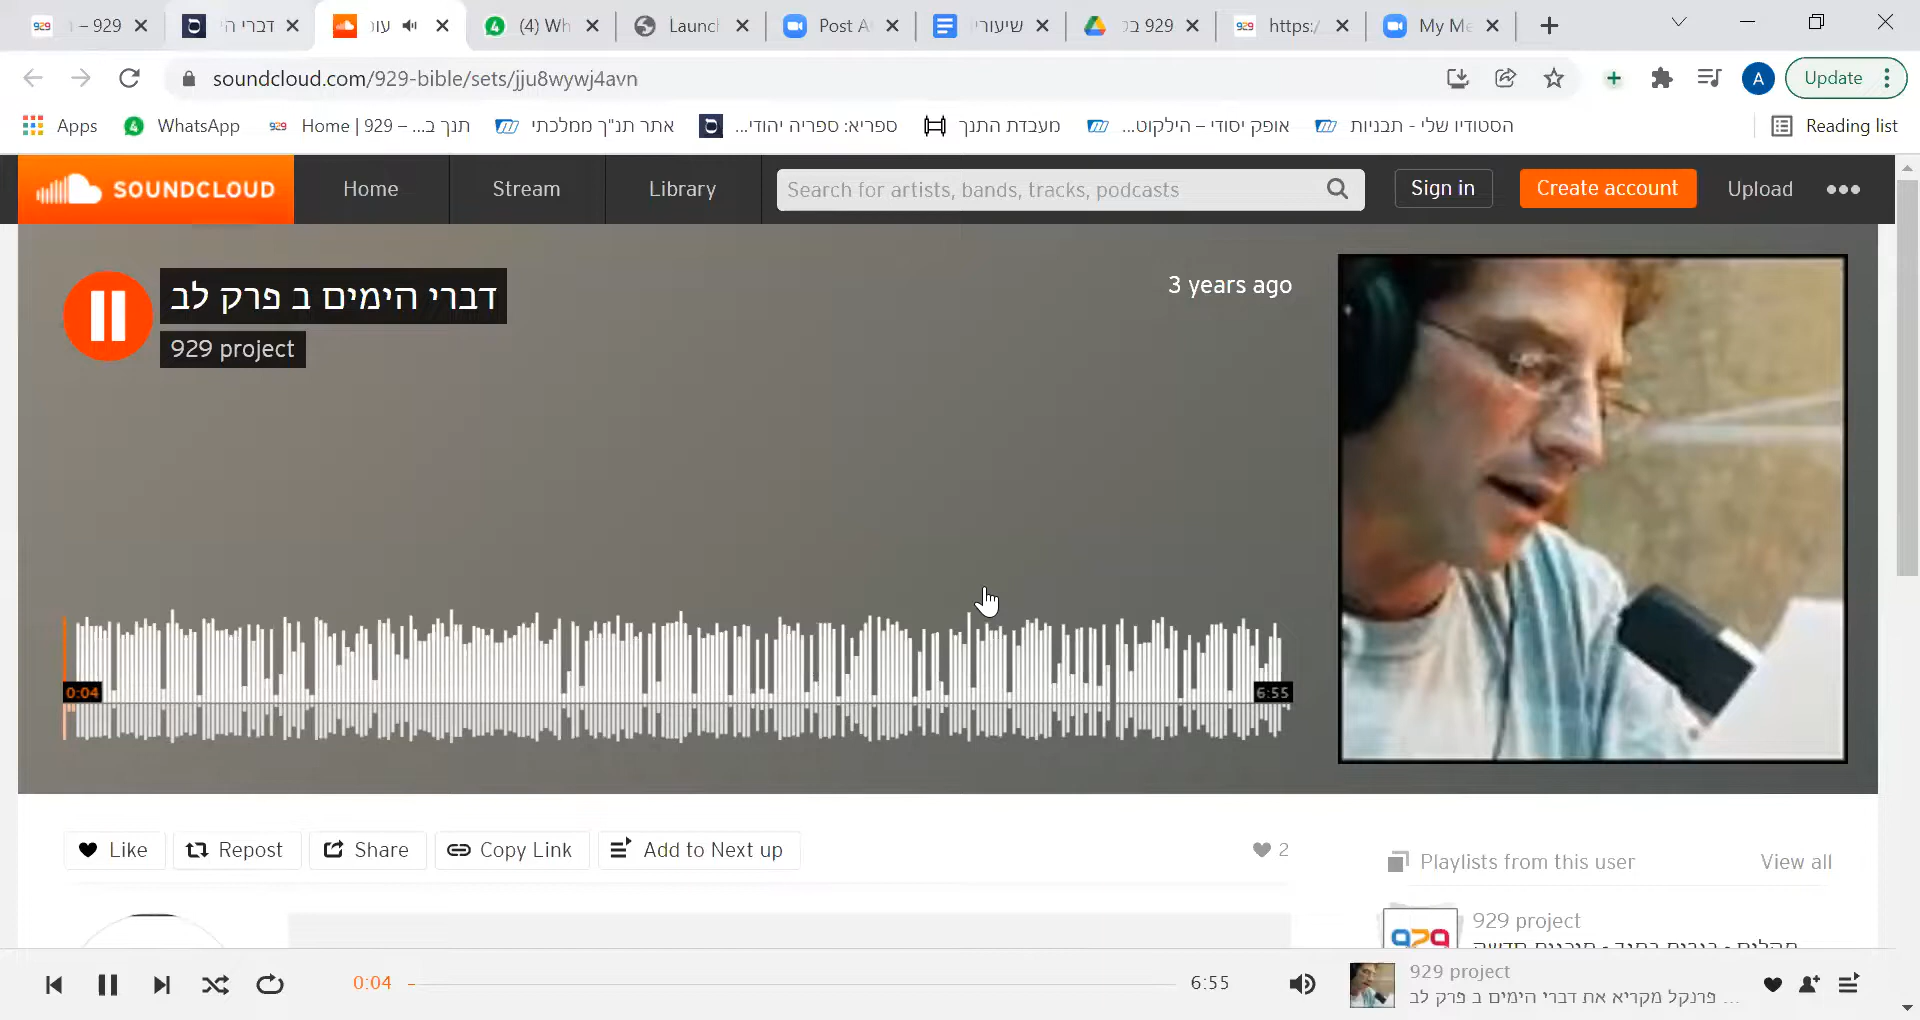 929 – ר
דברי הי
עונ
(4) Wh
Launc
Post A
שיעורי
929 בכ
https:/
My Me
soundcloud.com/929-bible/sets/jju8wywj4avn
A
Update
Apps
WhatsApp
Home | 929 – תנך ב...
אתר תנ"ך ממלכתי
ספריא: ספריה יהודי...
מעבדת התנך
אופק יסודי – הילקוט...
הסטודיו שלי - תבניות
Reading list
SOUNDCLOUD
Home
Stream
Library
Search for artists, bands, tracks, podcasts
Sign in
Create account
Upload
דברי הימים ב פרק לב
929 project
3 years ago
0:04
6:55
Like
Repost
Share
Copy Link
Add to Next up
2
Playlists from this user
View all
929
929 project
0:04
6:55
929 project
פרנקל מקריא את דברי הימים ב פרק לב ...